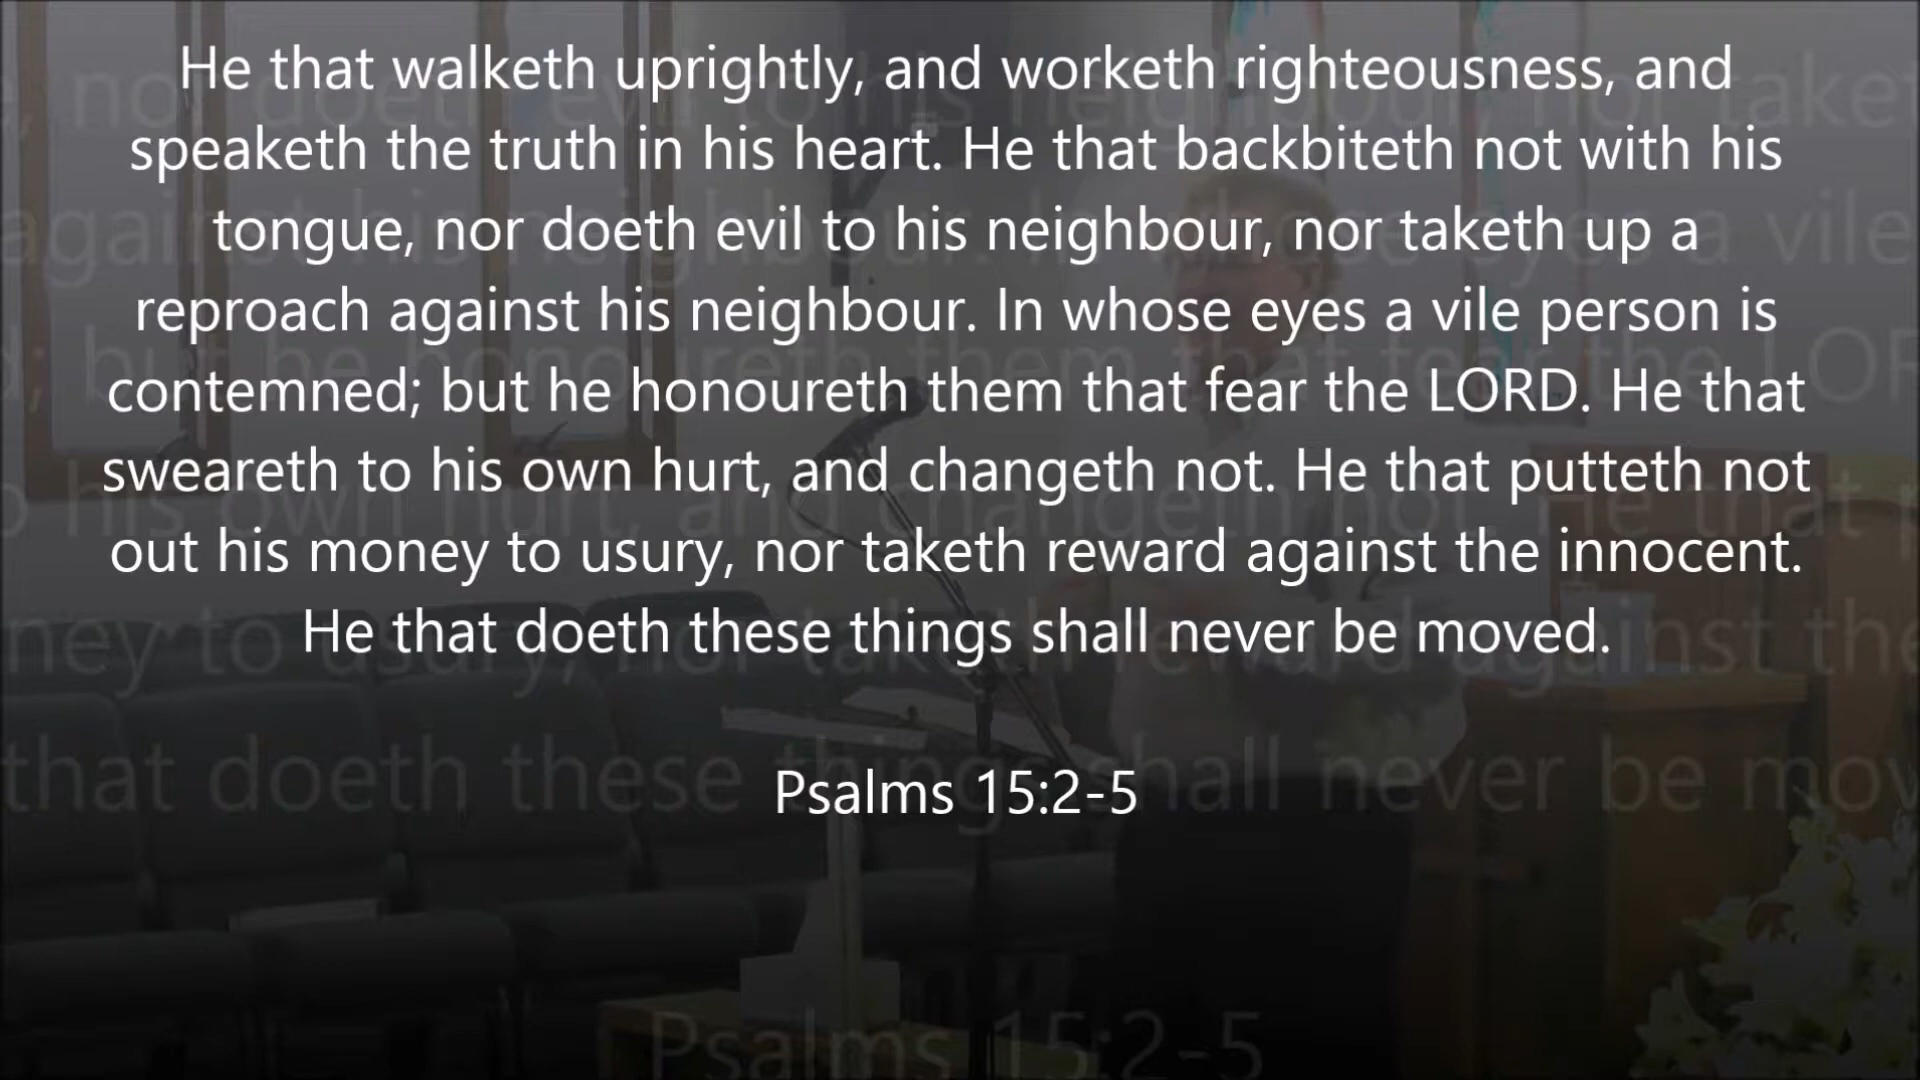 He that walketh uprightly, and worketh righteousness, and
speaketh the truth in his heart. He that backbiteth not with his
tongue, nor doeth evil to his neighbour, nor taketh up a
reproach against his neighbour. In whose eyes a vile person is
contemned; but he honoureth them that fear the LORD. He that
sweareth to his own hurt, and changeth not. He that putteth not
out his money to usury, nor taketh reward against the innocent.
He that doeth these things shall never be moved.
Psalms 15:2-5
Psalms 15:2-5